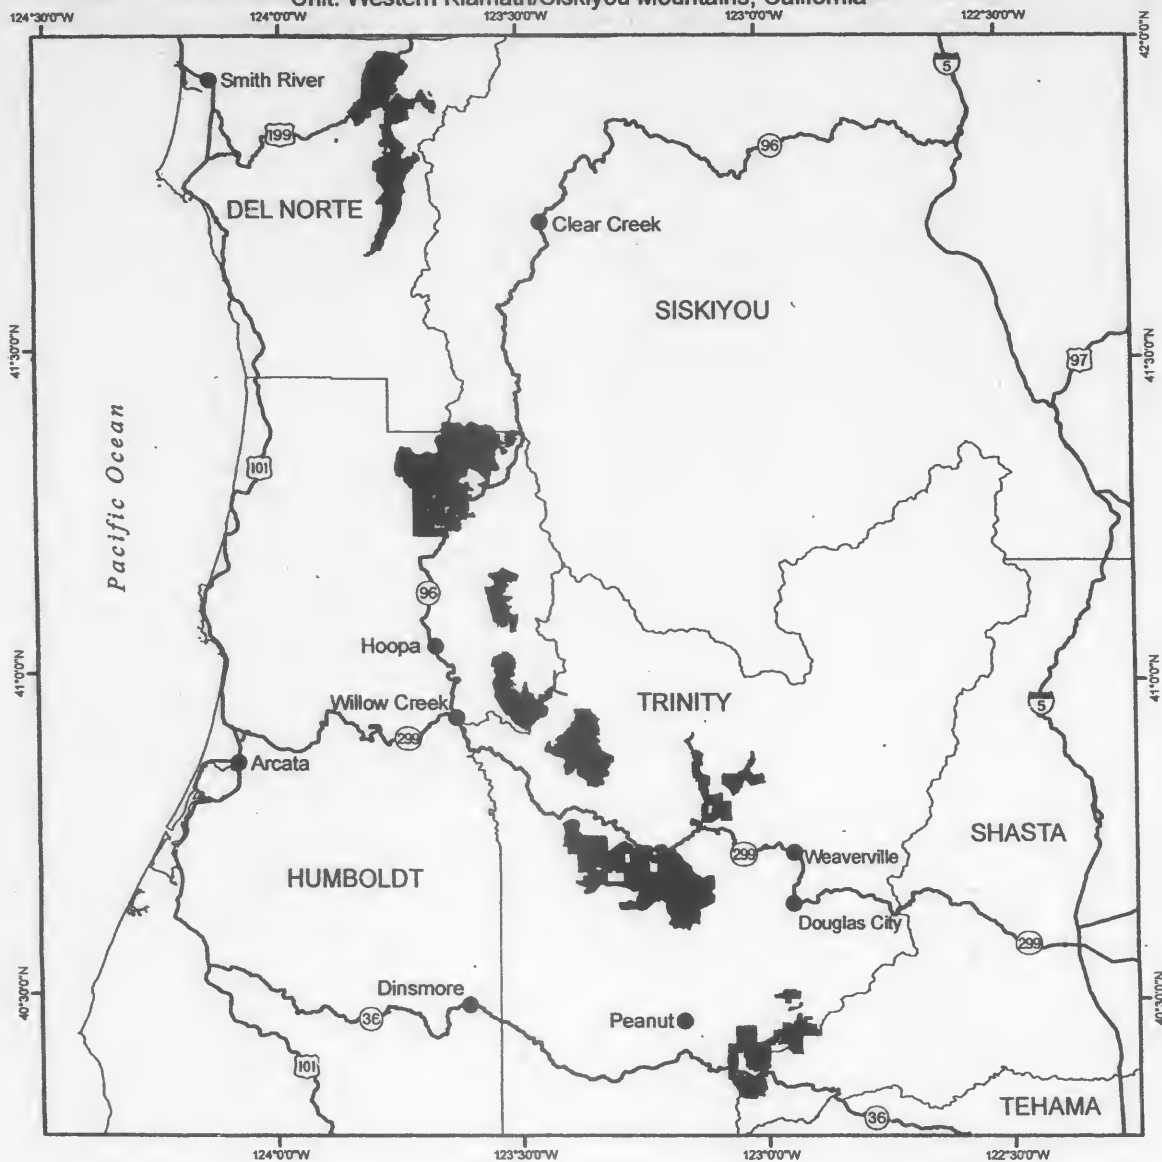 Unit: Western Klamath/Siskiyou Mountains, California
124°30'0"W
124°0'0"W
123°30'0"W
123°0'0"W
122°30'0"W
42°0'0"N
5
Smith River
199
96
DEL NORTE
Clear Creek
SISKIYOU
41°30'0"N
41°30'0"N
97
Pacific Ocean
101
96
Hoopa
41°0'0"N
41°0'0"N
Willow Creek
TRINITY
5
299
Arcata
SHASTA
299
Weaverville
HUMBOLDT
Douglas City
299
Dinsmore
40°30'0"N
40°30'0"N
36
Peanut
101
TEHAMA
36
124°0'0"W
123°30'0"W
123°0'0"W
122°30'0"W